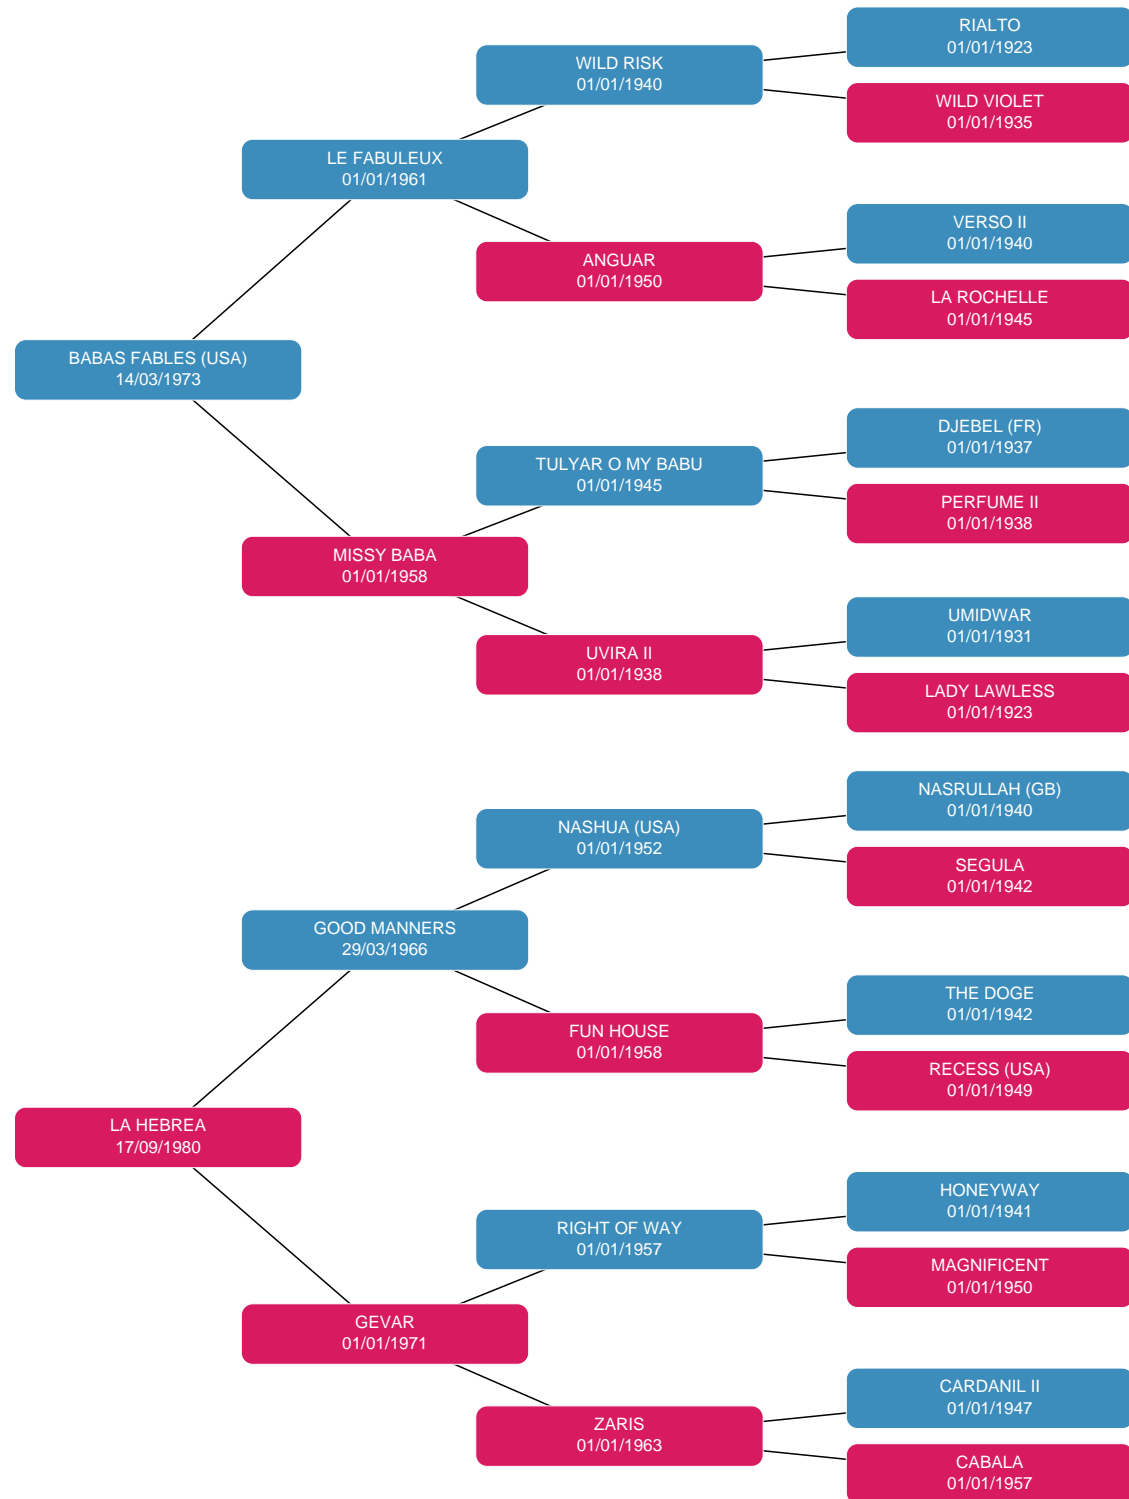 RIALTO
01/01/1923
WILD RISK
01/01/1940
WILD VIOLET
01/01/1935
LE FABULEUX
01/01/1961
VERSO II
01/01/1940
ANGUAR
01/01/1950
LA ROCHELLE
01/01/1945
BABAS FABLES (USA)
14/03/1973
DJEBEL (FR)
01/01/1937
TULYAR O MY BABU
01/01/1945
PERFUME II
01/01/1938
MISSY BABA
01/01/1958
UMIDWAR
01/01/1931
UVIRA II
01/01/1938
LADY LAWLESS
01/01/1923
NASRULLAH (GB)
01/01/1940
NASHUA (USA)
01/01/1952
SEGULA
01/01/1942
GOOD MANNERS
29/03/1966
THE DOGE
01/01/1942
FUN HOUSE
01/01/1958
RECESS (USA)
01/01/1949
LA HEBREA
17/09/1980
HONEYWAY
01/01/1941
RIGHT OF WAY
01/01/1957
MAGNIFICENT
01/01/1950
GEVAR
01/01/1971
CARDANIL II
01/01/1947
ZARIS
01/01/1963
CABALA
01/01/1957